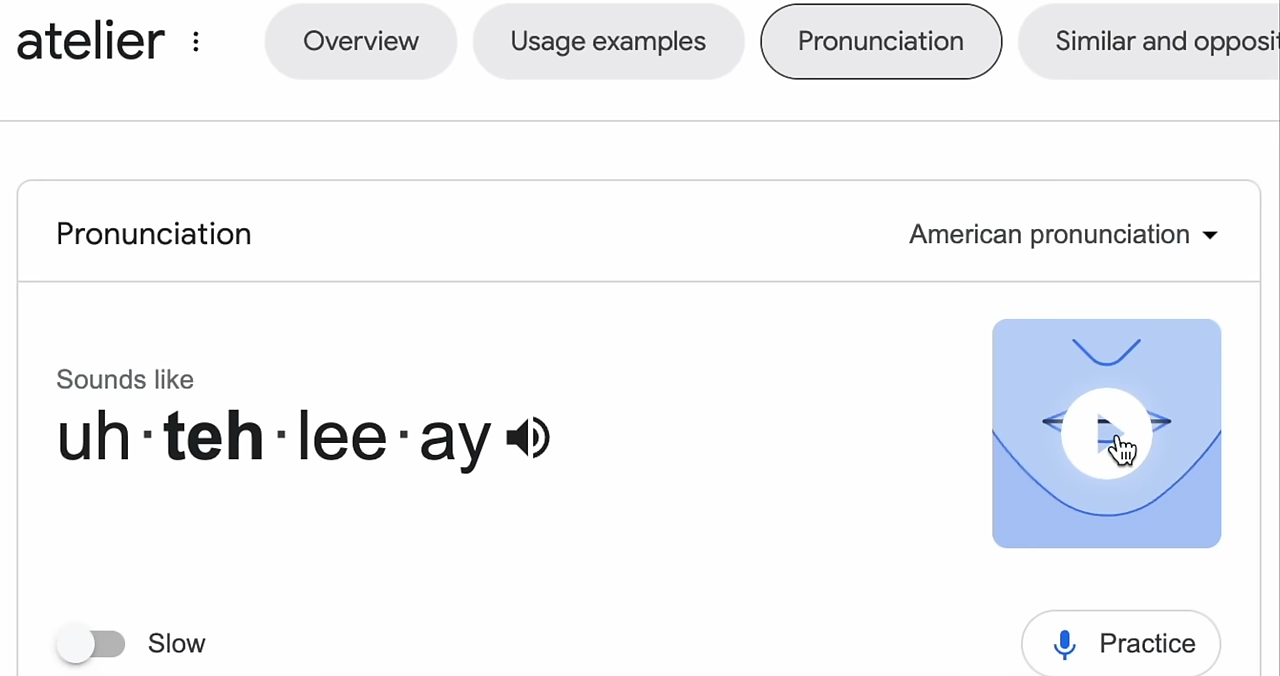 atelier Overview Usage examples Pronunciation Similar and opposit
Pronunciation American pronunciation
Sounds like
uh·teh·lee·ay
Slow Practice